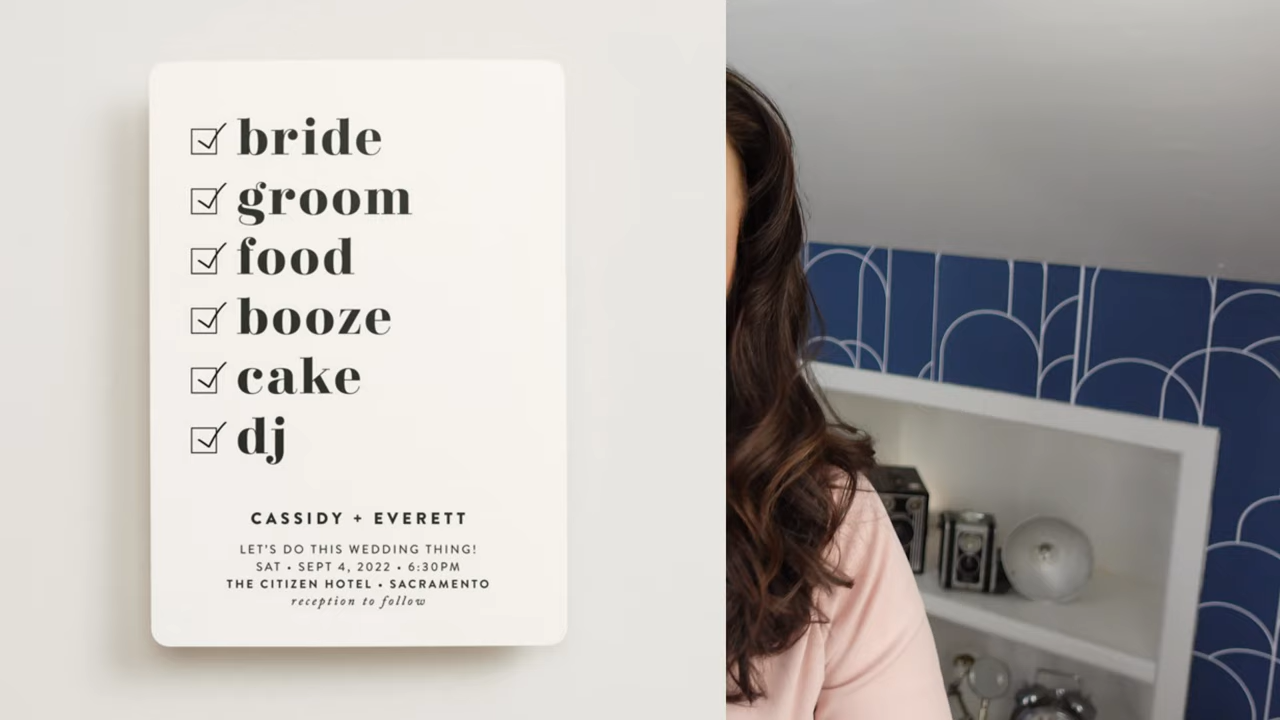 bride
groom
food
booze
cake
dj
CASSIDY + EVERETT
LET'S DO THIS WEDDING THING!
SAT • SEPT 4, 2022 • 6:30PM
THE CITIZEN HOTEL • SACRAMENTO
reception to follow